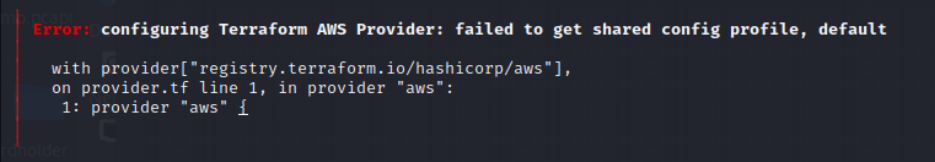 Error: configuring Terraform AWS Provider: failed to get shared config profile, default
with provider["registry.terraform.io/hashicorp/aws"],
on provider.tf line 1, in provider "aws":
1: provider "aws" {